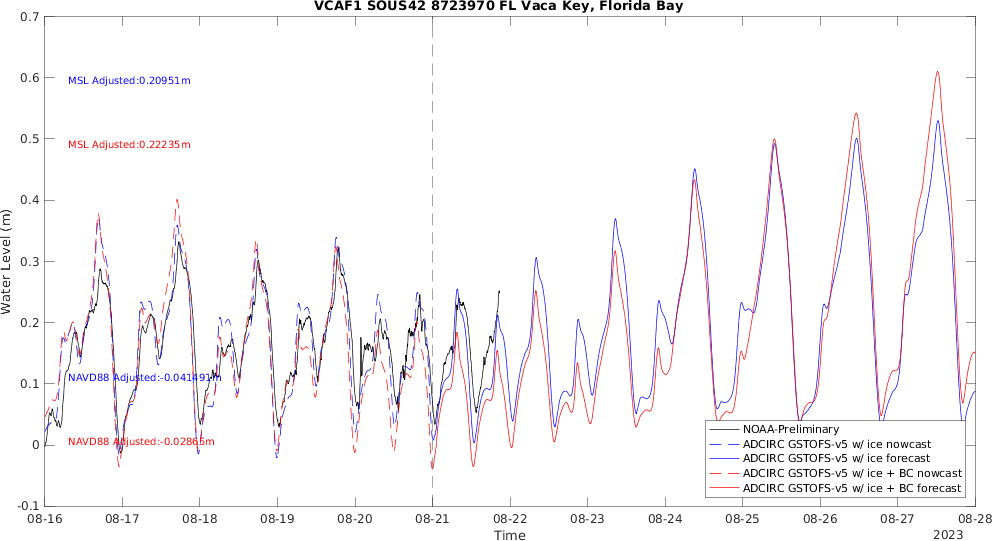 VCAF1 SOUS42 8723970 FL Vaca Key, Florida Bay
0.7
0.6
0.5
0.4
0.3
0.2
0.1
0
-0.1
Water Level (m)
MSL Adjusted:0.20951m
MSL Adjusted:0.22235m
NAVD88 Adjusted:-0.041491m
NAVD88 Adjusted:-0.02865m
NOAA-Preliminary
ADCIRC GSTOFS-v5 w/ ice nowcast
ADCIRC GSTOFS-v5 w/ ice forecast
ADCIRC GSTOFS-v5 w/ ice + BC nowcast
ADCIRC GSTOFS-v5 w/ ice + BC forecast
08-16 08-17 08-18 08-19 08-20 08-21 08-22 08-23 08-24 08-25 08-26 08-27 08-28
Time
2023